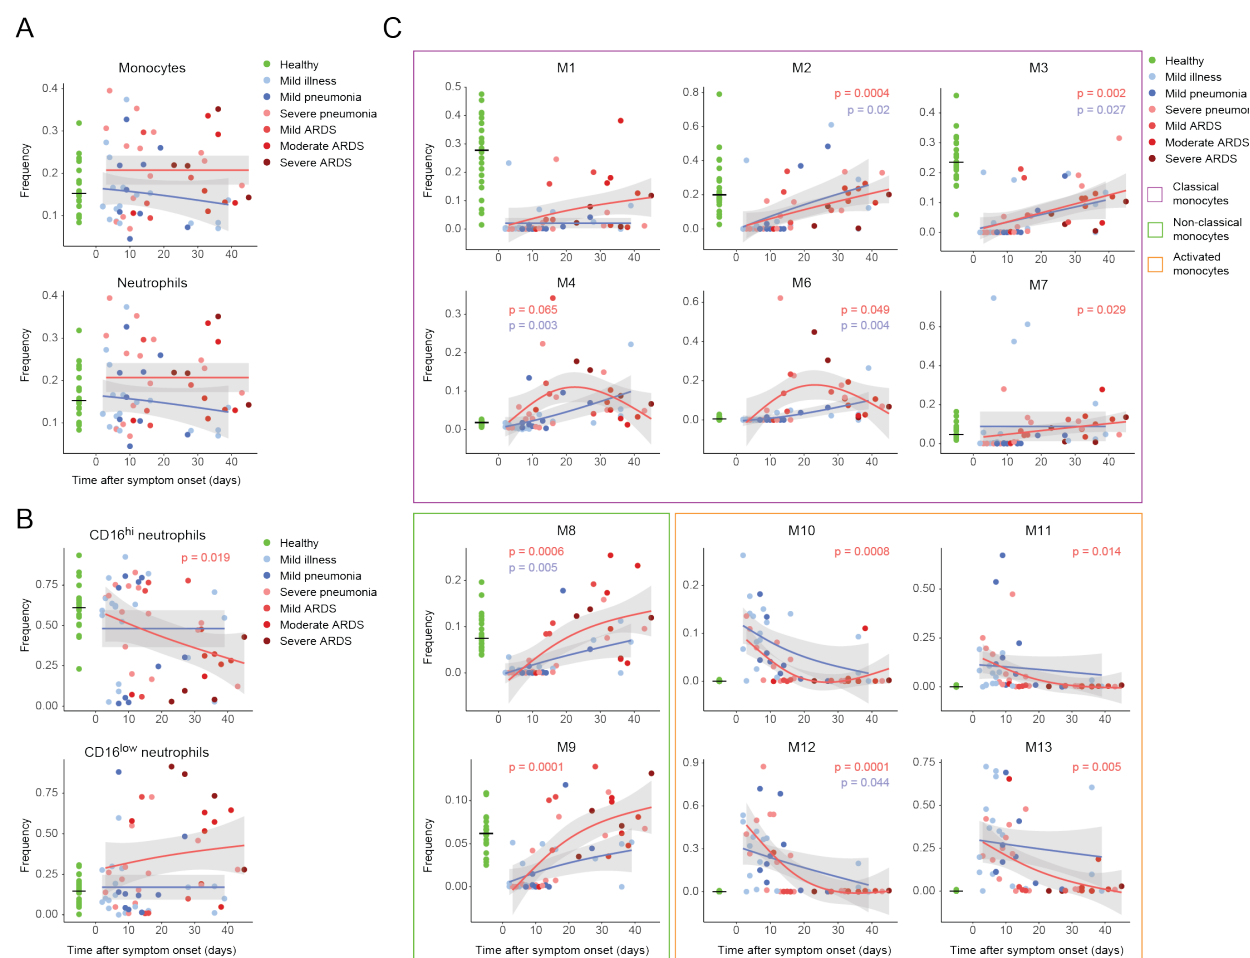 A
Monocytes
Frequency
0.4
0.3
0.2
0.1
0 10 20 30 40
Healthy
Mild illness
Mild pneumonia
Severe pneumonia
Mild ARDS
Moderate ARDS
Severe ARDS
Neutrophils
Frequency
0.4
0.3
0.2
0.1
0 10 20 30 40
Time after symptom onset (days)
B
CD16hi neutrophils
p = 0.019
Frequency
0.75
0.50
0.25
0.00
0 10 20 30 40
Healthy
Mild illness
Mild pneumonia
Severe pneumonia
Mild ARDS
Moderate ARDS
Severe ARDS
CD16low neutrophils
Frequency
0.75
0.50
0.25
0.00
0 10 20 30 40
Time after symptom onset (days)
C
M1
Frequency
0.5
0.4
0.3
0.2
0.1
0.0
0 10 20 30 40
M2
p = 0.0004
p = 0.02
0.8
0.6
0.4
0.2
0.0
0 10 20 30 40
M3
p = 0.002
p = 0.027
0.4
0.2
0.0
0 10 20 30 40
Healthy
Mild illness
Mild pneumonia
Severe pneumon
Mild ARDS
Moderate ARDS
Severe ARDS
Classical
monocytes
Non-classical
monocytes
Activated
monocytes
M4
p = 0.065
p = 0.003
Frequency
0.3
0.2
0.1
0.0
0 10 20 30 40
M6
p = 0.049
p = 0.004
0.6
0.4
0.2
0.0
0 10 20 30 40
M7
p = 0.029
0.6
0.4
0.2
0.0
0 10 20 30 40
M8
p = 0.0006
p = 0.005
Frequency
0.2
0.1
0.0
0 10 20 30 40
M10
p = 0.0008
0.2
0.1
0.0
0 10 20 30 40
M11
p = 0.014
0.50
0.25
0.00
0 10 20 30 40
M9
p = 0.0001
Frequency
0.10
0.05
0.00
0 10 20 30 40
Time after symptom onset (days)
M12
p = 0.0001
p = 0.044
0.9
0.6
0.3
0.0
0 10 20 30 40
Time after symptom onset (days)
M13
p = 0.005
0.75
0.50
0.25
0.00
0 10 20 30 40
Time after symptom onset (days)